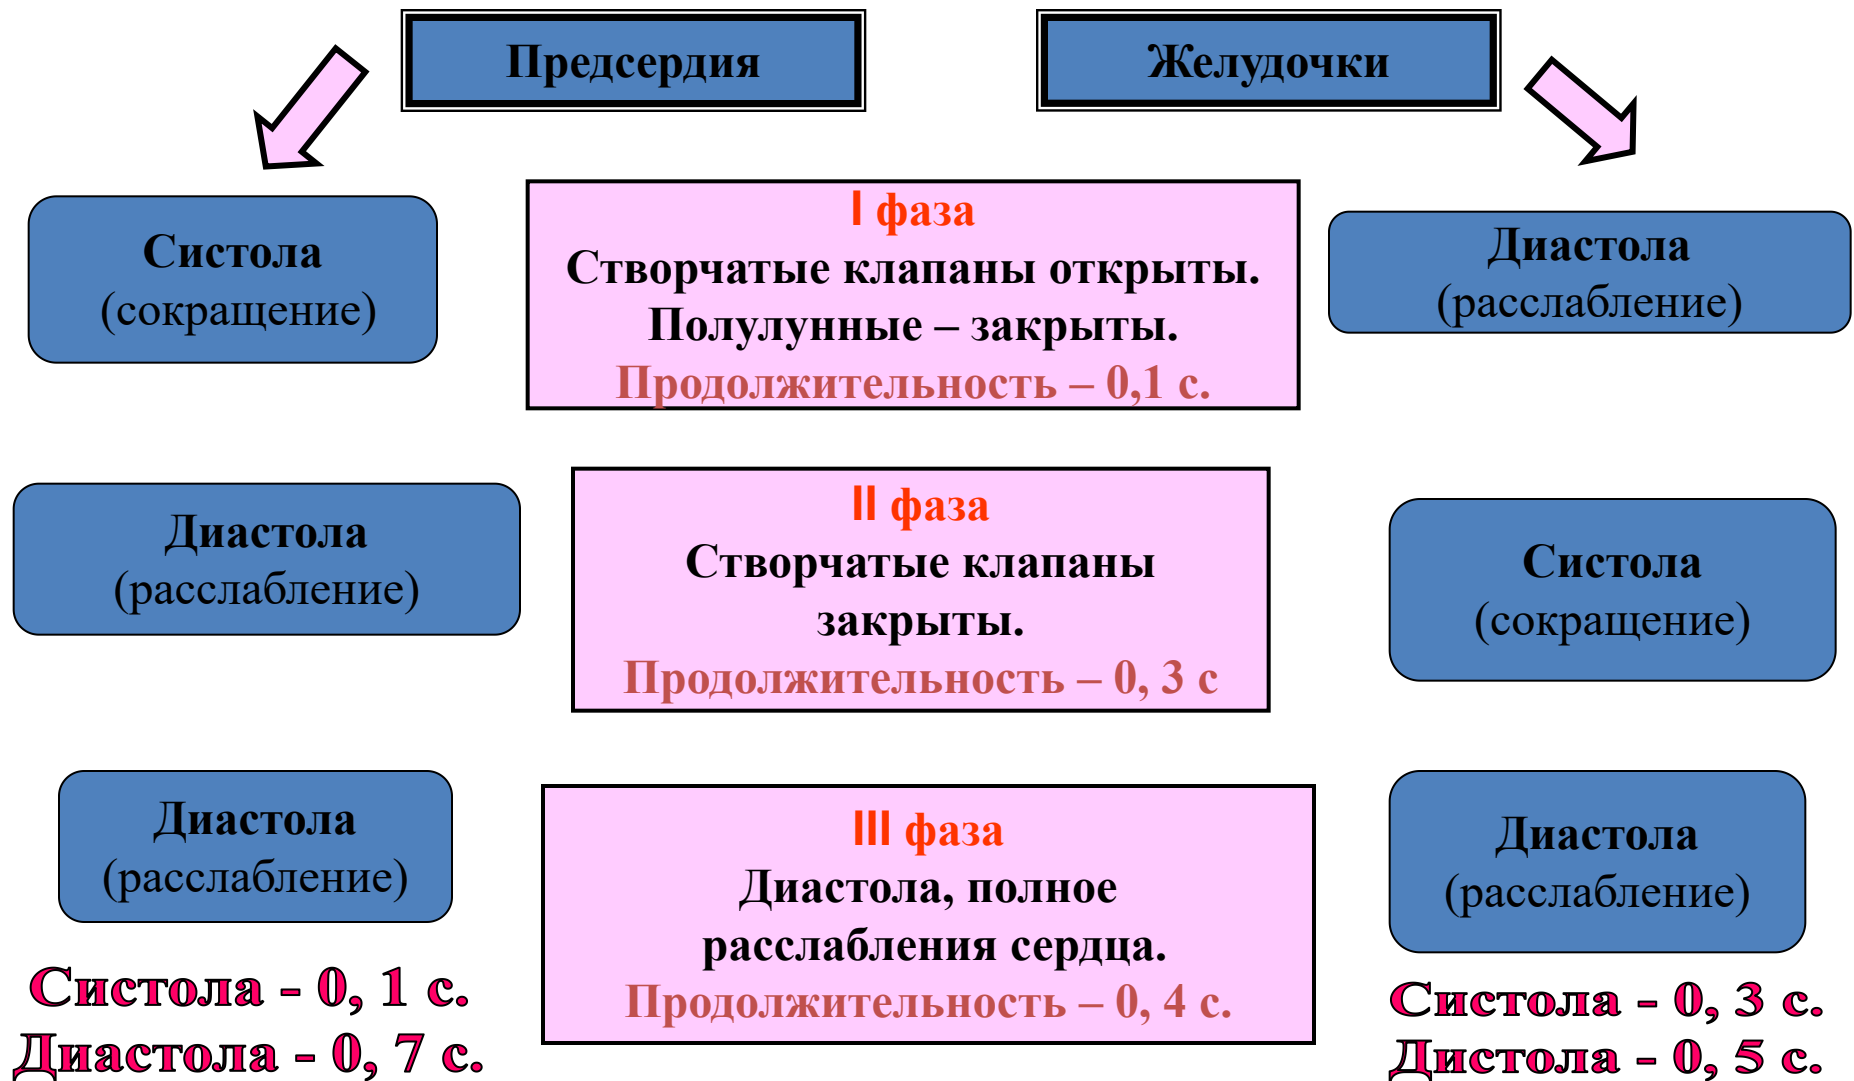 Предсердия
Желудочки
Систола
(сокращение)
I фаза
Створчатые клапаны открыты.
Полулунные – закрыты.
Продолжительность – 0,1 с.
Диастола
(расслабление)
Диастола
(расслабление)
II фаза
Створчатые клапаны
закрыты.
Продолжительность – 0, 3 с
Систола
(сокращение)
Диастола
(расслабление)
III фаза
Диастола, полное
расслабления сердца.
Продолжительность – 0, 4 с.
Диастола
(расслабление)
Систола - 0, 1 с.
Диастола - 0, 7 с.
Систола - 0, 3 с.
Дистола - 0, 5 с.